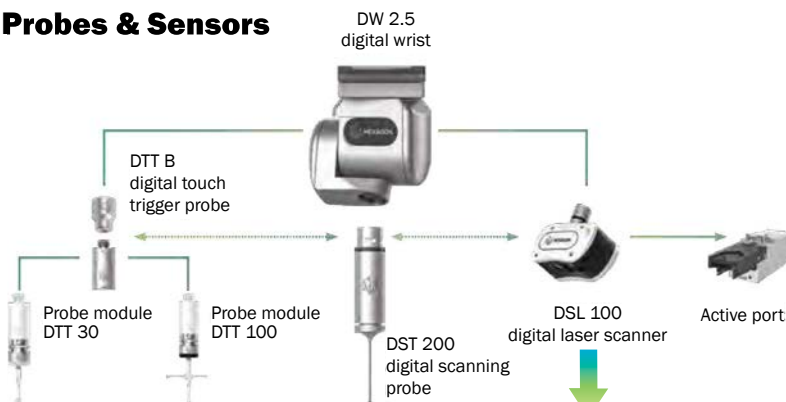 Probes & Sensors
DW 2.5
digital wrist
HEXAGON
DTT B
digital touch
trigger probe
Probe module
DTT 30
Probe module
DTT 100
DST 200
digital scanning
probe
DSL 100
digital laser scanner
Active port